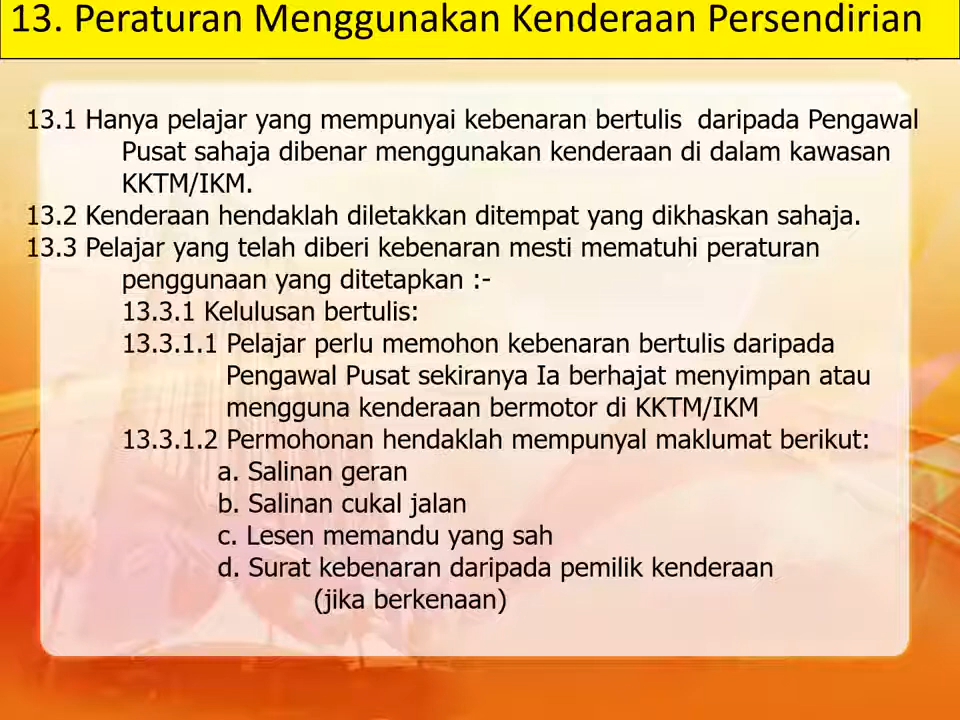 13. Peraturan Menggunakan Kenderaan Persendirian
13.1 Hanya pelajar yang mempunyai kebenaran bertulis daripada Pengawal
Pusat sahaja dibenar menggunakan kenderaan di dalam kawasan
KKTM/IKM.
13.2 Kenderaan hendaklah diletakkan ditempat yang dikhaskan sahaja.
13.3 Pelajar yang telah diberi kebenaran mesti mematuhi peraturan
penggunaan yang ditetapkan :-
13.3.1 Kelulusan bertulis:
13.3.1.1 Pelajar perlu memohon kebenaran bertulis daripada
Pengawal Pusat sekiranya Ia berhajat menyimpan atau
mengguna kenderaan bermotor di KKTM/IKM
13.3.1.2 Permohonan hendaklah mempunyal maklumat berikut:
a. Salinan geran
b. Salinan cukal jalan
c. Lesen memandu yang sah
d. Surat kebenaran daripada pemilik kenderaan
(jika berkenaan)